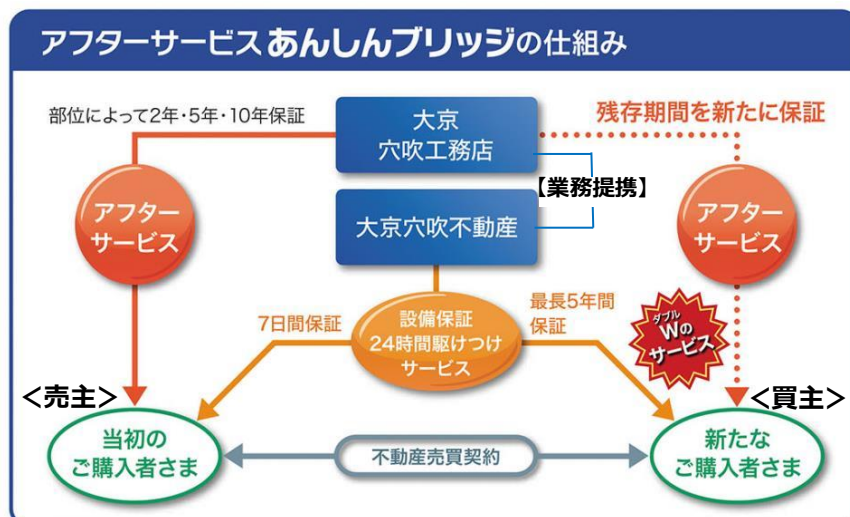 アフターサービスあんしんブリッジの仕組み
部位によって2年・5年・10年保証
大京
穴吹工務店
残存期間を新たに保証
【業務提携】
アフター
サービス
大京穴吹不動産
アフター
サービス
7日間保証
設備保証
24時間駆けつけ
サービス
最長5年間
保証
ダブル
Wの
サービス
＜売主＞
＜買主＞
当初の
ご購入者さま
不動産売買契約
新たな
ご購入者さま